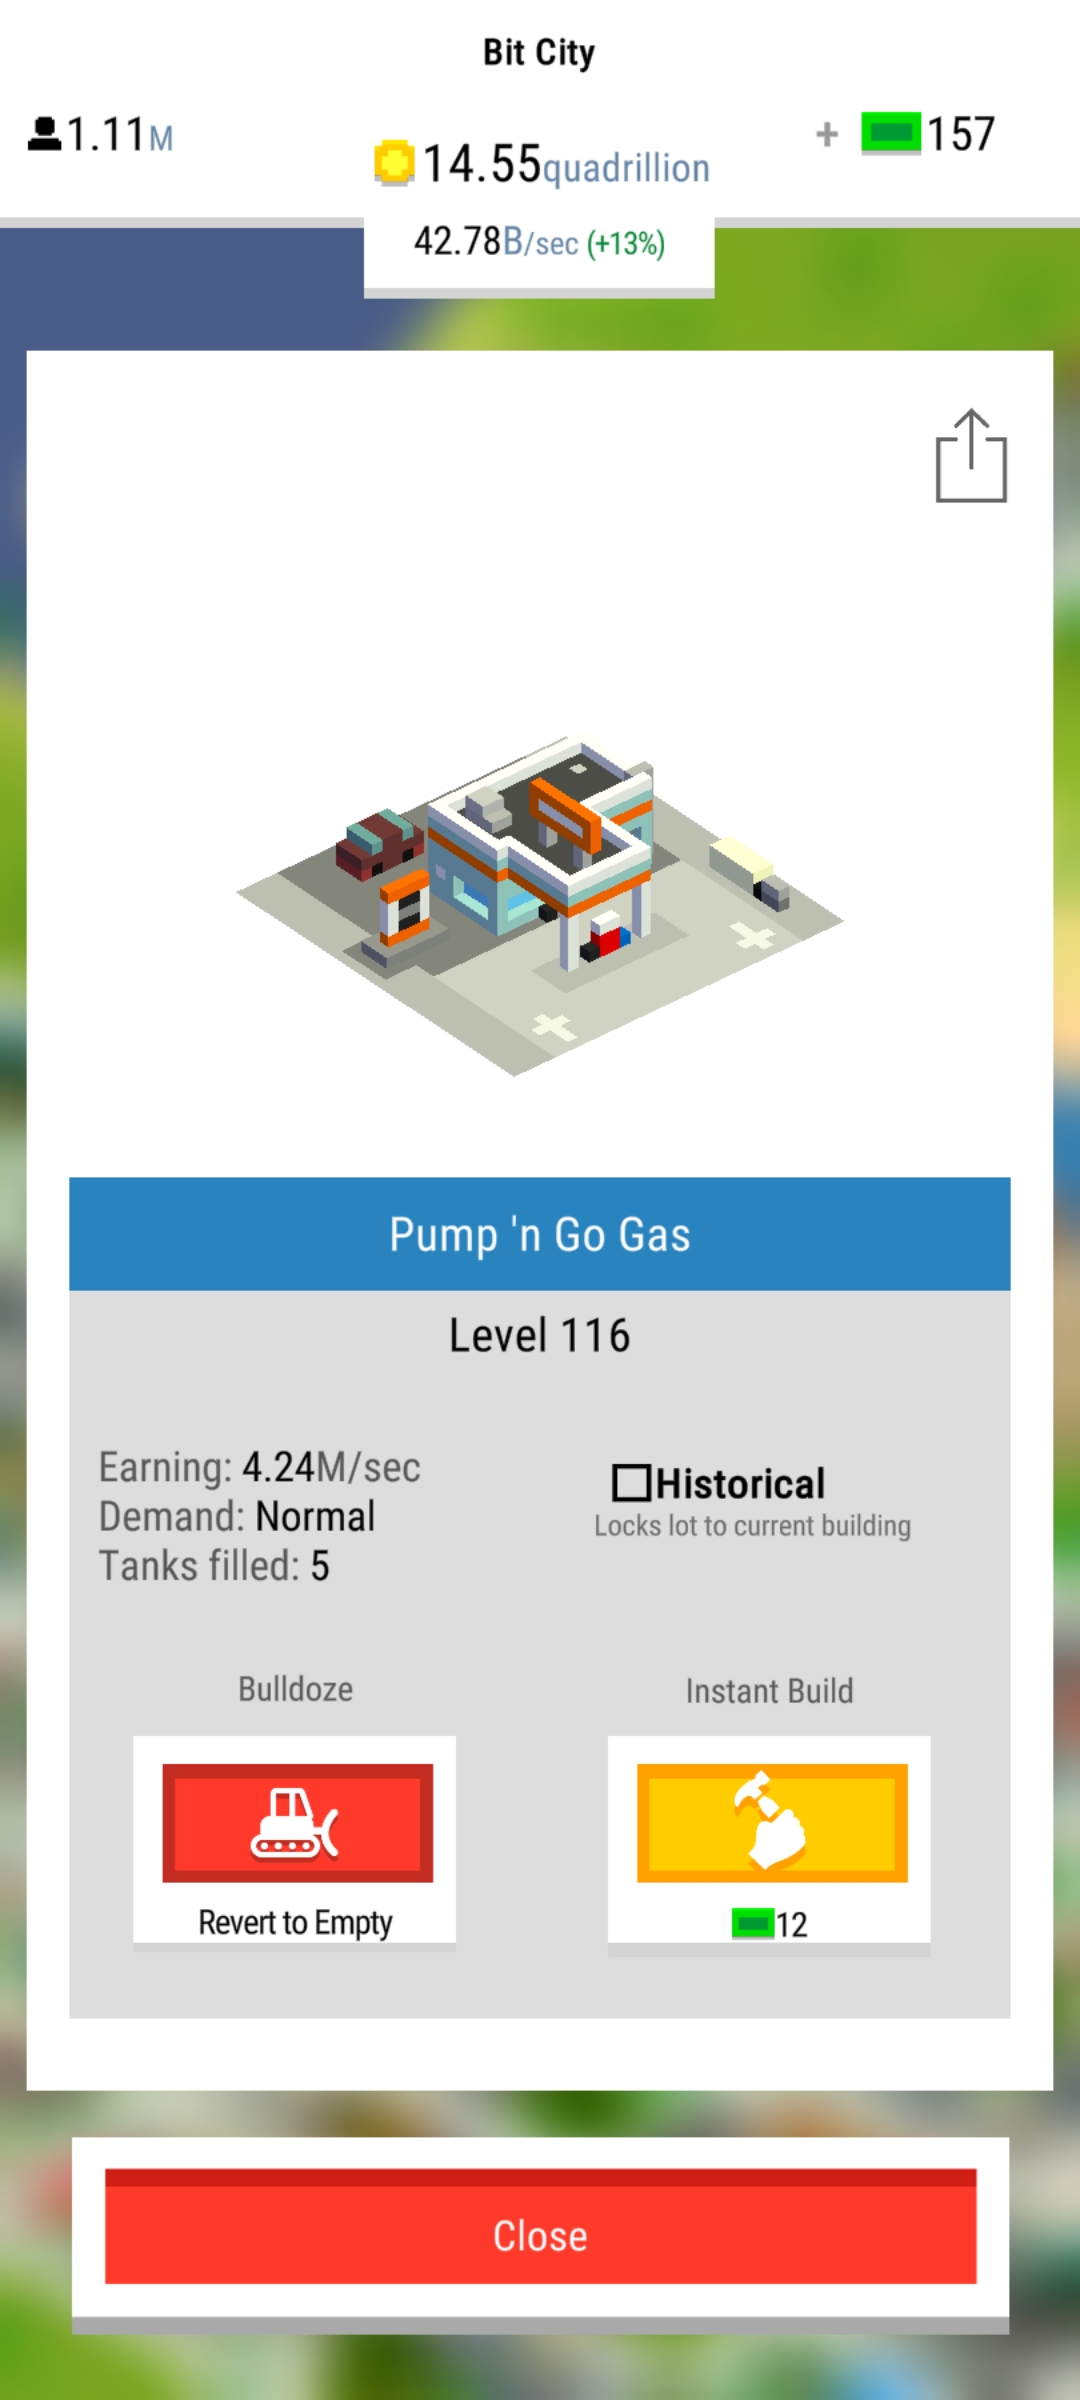 Bit City
1.11M
14.55quadrillion
+ 157
42.78B/sec (+13%)
Pump 'n Go Gas
Level 116
Earning: 4.24M/sec
Demand: Normal
Tanks filled: 5
Historical
Locks lot to current building
Bulldoze
Revert to Empty
Instant Build
12
Close